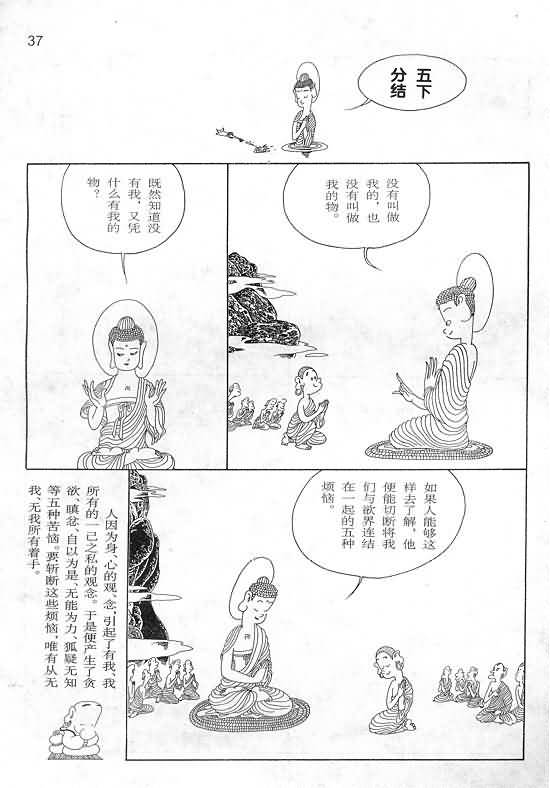 37
五下
分结
没有叫做
我的，也
没有叫做
我的物。
既然知道没
有我，又凭
什么有我的
物？
如果人能够这
样去了解，他
便能切断将我
们与欲界连结
在一起的五种
烦恼。
人因为身、心的观、念，引起了有我、我
所有的一己之私的观念。于是便产生了贪
欲、嗔忿、自以为是、无能为力、狐疑无知
等五种苦恼。要斩断这些烦恼，唯有从无
我、无我所有着手。